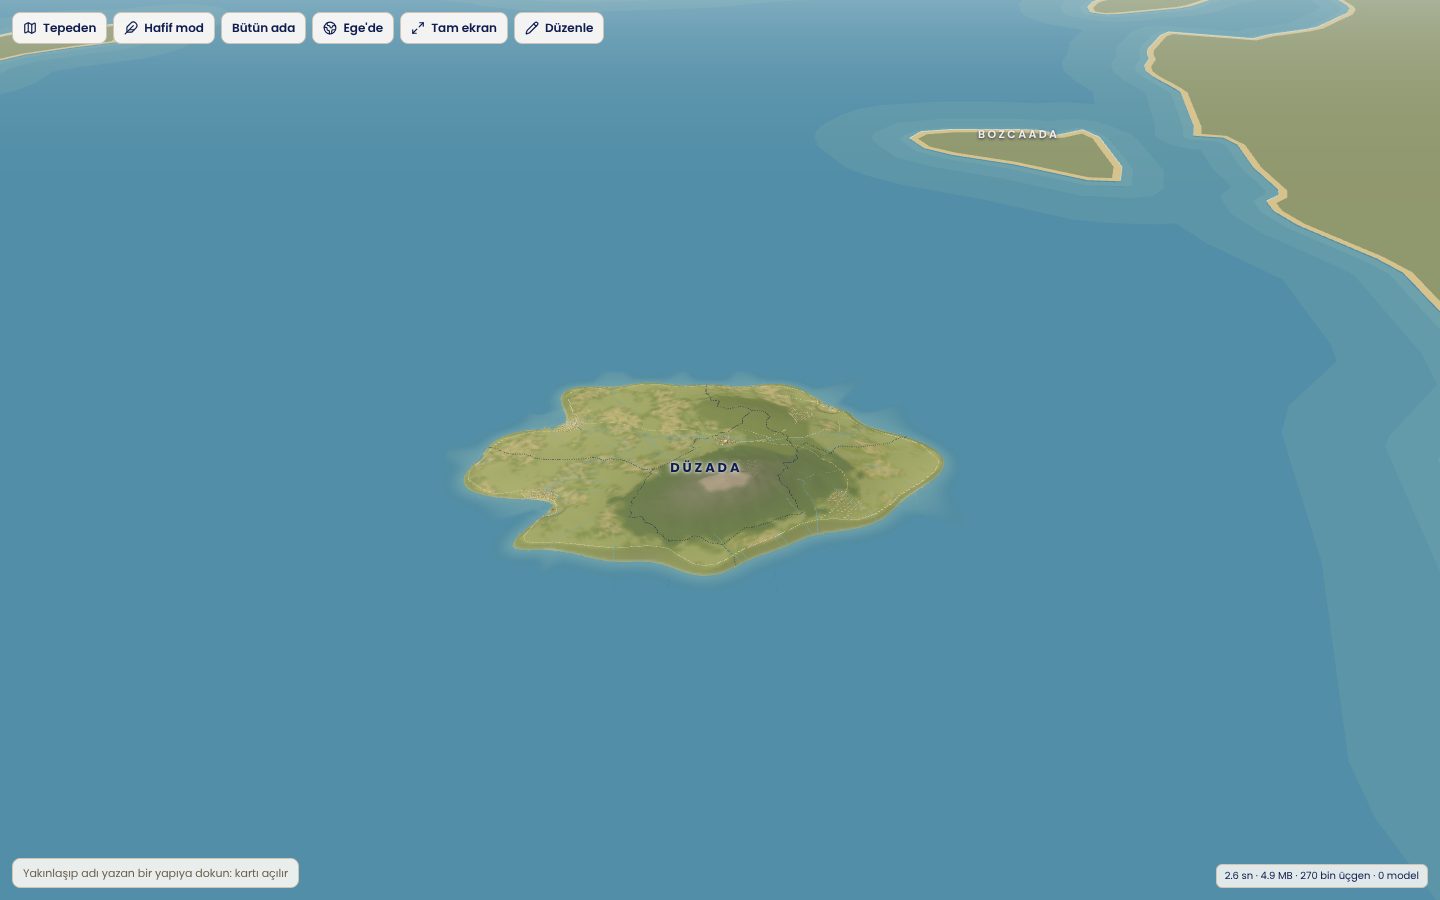 Tepeden
Hafif mod
Bütün ada
Ege'de
Tam ekran
Düzenle
BOZCAADA
DÜZADA
Yakınlaşıp adı yazan bir yapıya dokun: kartı açılır
2.6 sn · 4.9 MB · 270 bin üçgen · 0 model